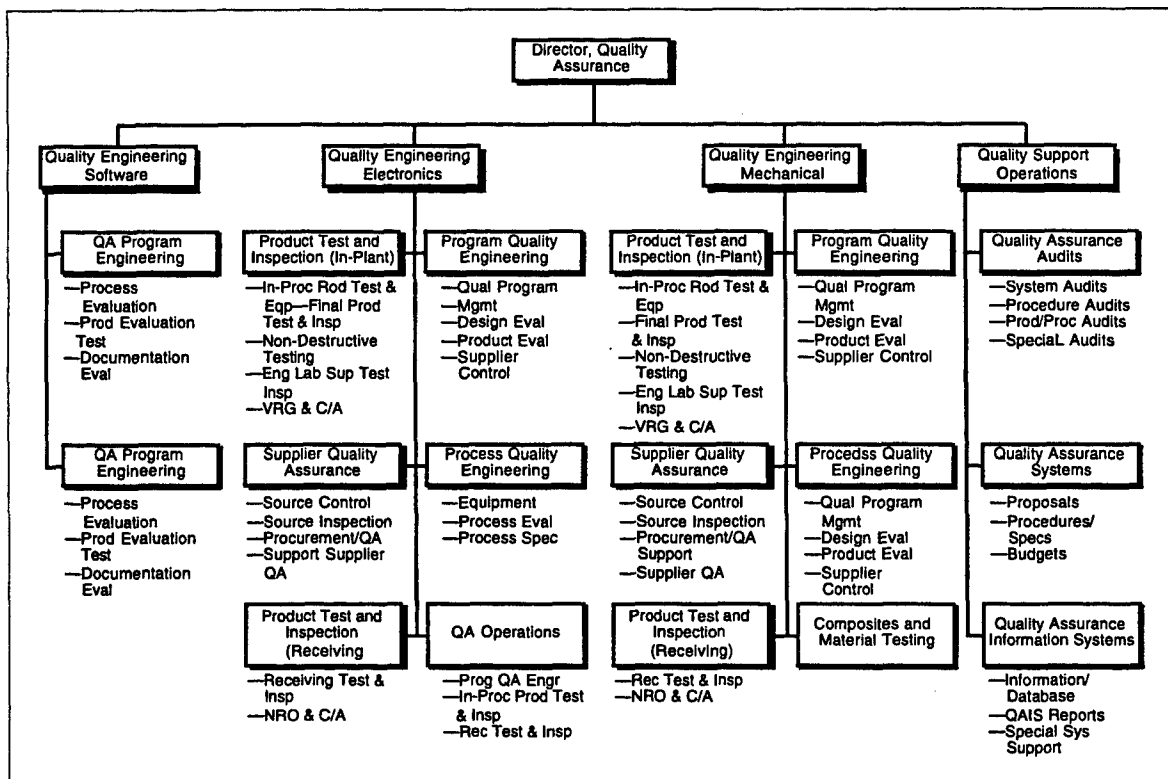 Director, Quality
Assurance
Quality Engineering
Software
Quality Engineering
Electronics
Quality Engineering
Mechanical
Quality Support
Operations
QA Program
Engineering
—Process
Evaluation
—Prod Evaluation
Test
—Documentation
Eval
QA Program
Engineering
—Process
Evaluation
—Prod Evaluation
Test
—Documentation
Eval
Product Test and
Inspection (In-Plant)
—In-Proc Rod Test &
Eqp—Final Prod
Test & Insp
—Non-Destructive
Testing
—Eng Lab Sup Test
Insp
—VRG & C/A
Program Quality
Engineering
—Qual Program
—Mgmt
—Design Eval
—Product Eval
—Supplier
Control
Supplier Quality
Assurance
—Source Control
—Source Inspection
—Procurement/QA
—Support Supplier
QA
Process Quality
Engineering
—Equipment
—Process Eval
—Process Spec
Product Test and
Inspection
(Receiving
—Receiving Test &
Insp
—NRO & C/A
QA Operations
—Prog QA Engr
—In-Proc Prod Test
& Insp
—Rec Test & Insp
Product Test and
Inspection (In-Plant)
—In-Proc Rod Test &
Eqp
—Final Prod Test
& Insp
—Non-Destructive
Testing
—Eng Lab Sup Test
Insp
—VRG & C/A
Program Quality
Engineering
—Qual Program
Mgmt
—Design Eval
—Product Eval
—Supplier Control
Supplier Quality
Assurance
—Source Control
—Source Inspection
—Procurement/QA
Support
—Supplier QA
Procedss Quality
Engineering
—Qual Program
Mgmt
—Design Eval
—Product Eval
—Supplier
Control
Product Test and
Inspection
(Receiving)
—Rec Test & Insp
—NRO & C/A
Composites and
Material Testing
Quality Assurance
Audits
—System Audits
—Procedure Audits
—Prod/Proc Audits
—SpeciaL Audits
Quality Assurance
Systems
—Proposals
—Procedures/
Specs
—Budgets
Quality Assurance
Information Systems
—Information/
Database
—QAIS Reports
—Special Sys
Support